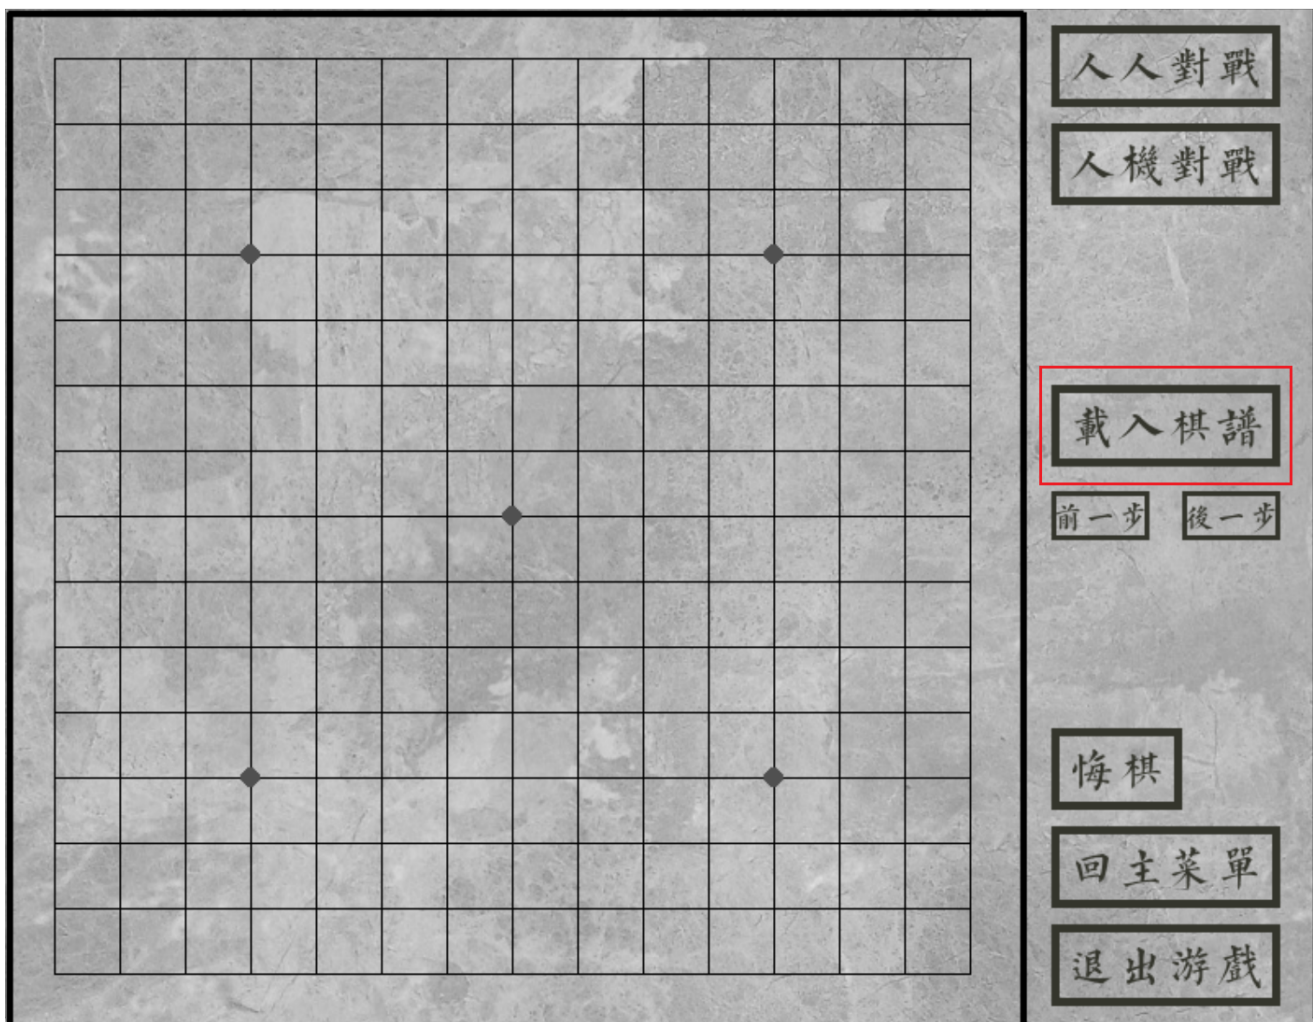 人人對戰
人機對戰
載入棋譜
前一步
後一步
悔棋
回主菜單
退出游戲